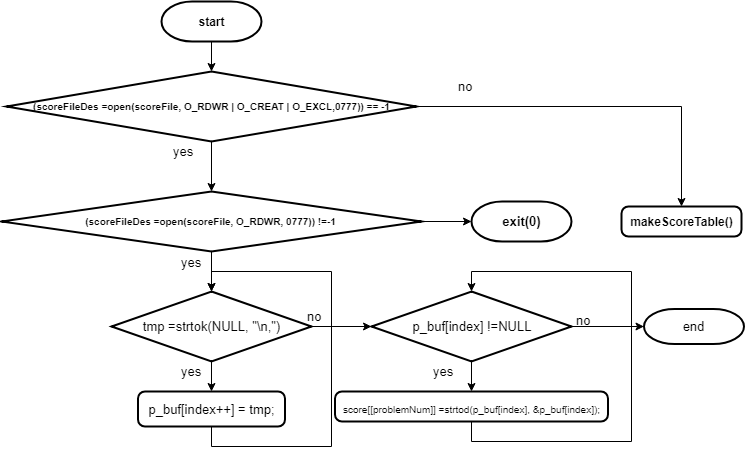 start
(scoreFileDes =open(scoreFile, O_RDWR | O_CREAT | O_EXCL,0777)) == -1
no
yes
(scoreFileDes =open(scoreFile, O_RDWR, 0777)) !=-1
exit(0)
makeScoreTable()
yes
tmp =strtok(NULL, "\n,")
no
p_buf[index] !=NULL
no
end
yes
yes
p_buf[index++] = tmp;
score[[problemNum]] =strtod(p_buf[index], &p_buf[index]);